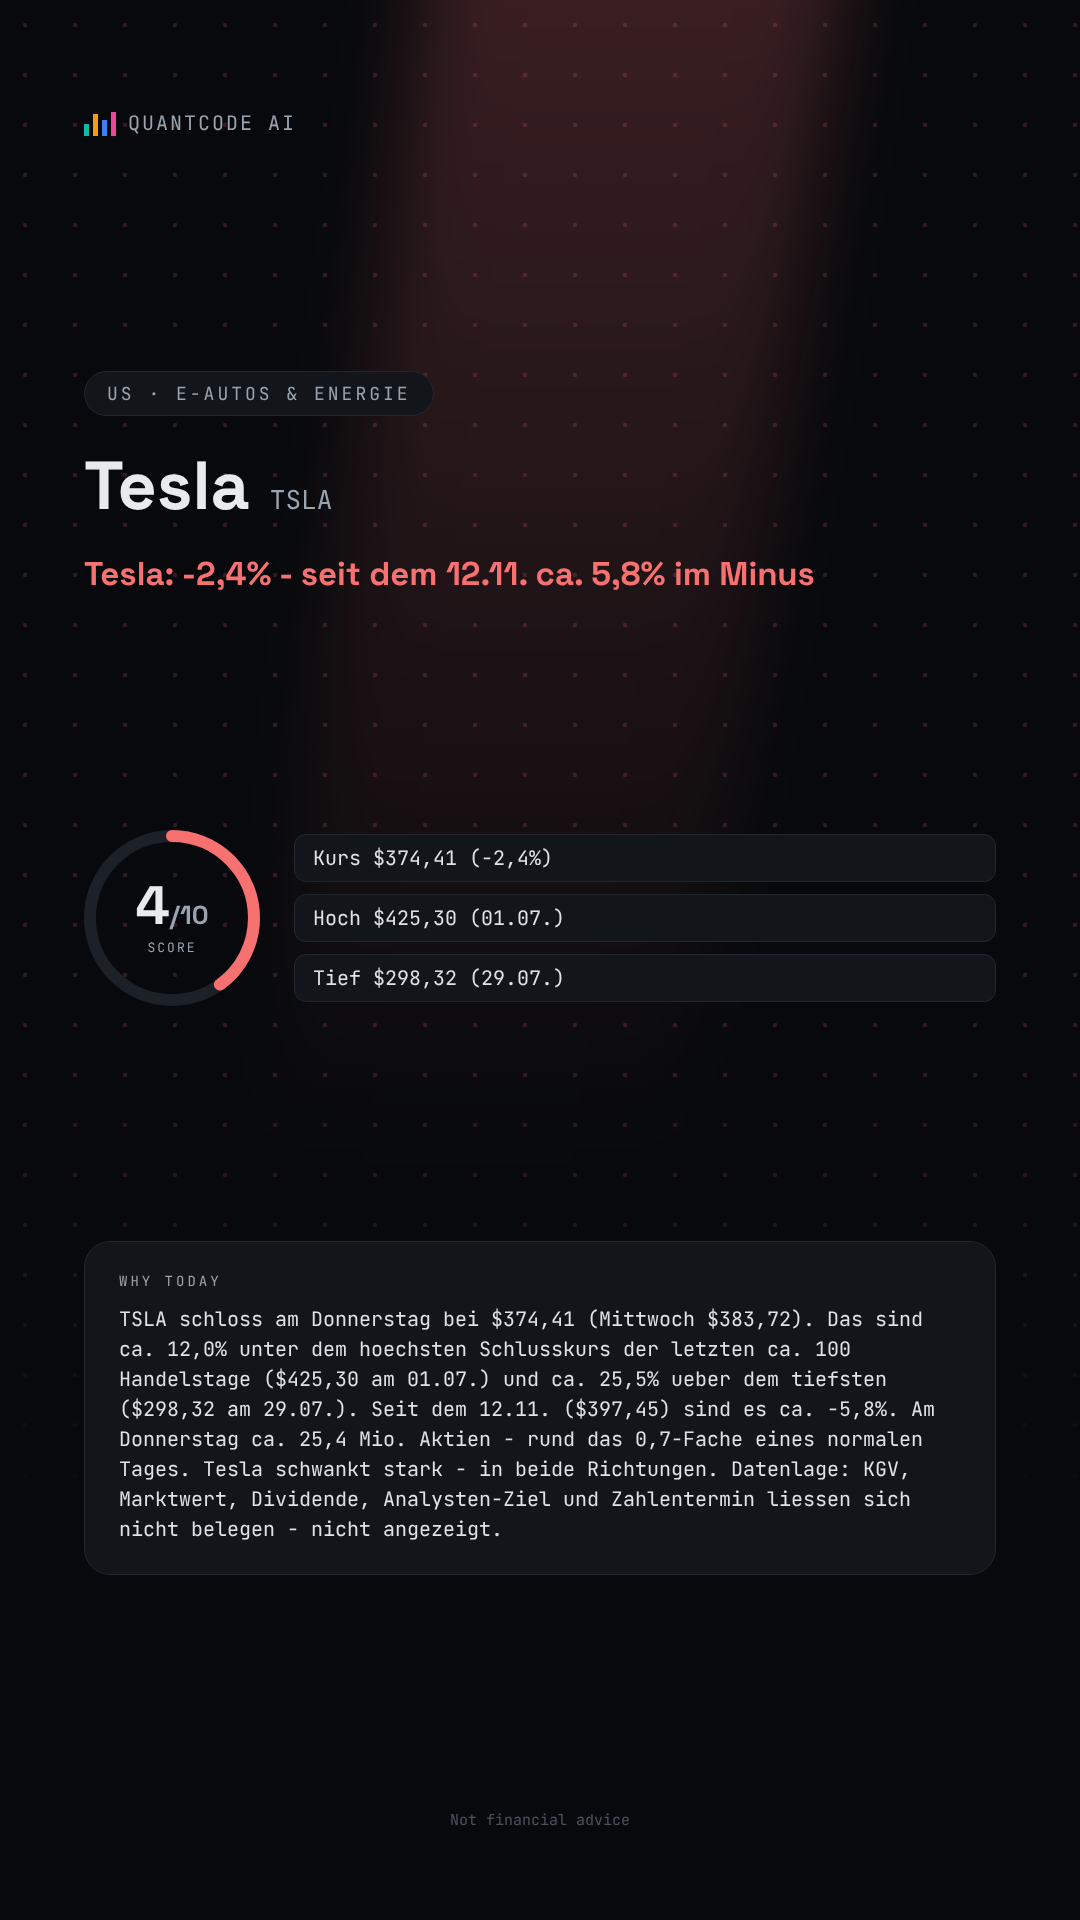 QUANTCODE AI
US · E-AUTOS & ENERGIE
Tesla TSLA
Tesla: -2,4% - seit dem 12.11. ca. 5,8% im Minus
4/10
SCORE
Kurs $374,41 (-2,4%)
Hoch $425,30 (01.07.)
Tief $298,32 (29.07.)
WHY TODAY
TSLA schloss am Donnerstag bei $374,41 (Mittwoch $383,72). Das sind
ca. 12,0% unter dem hoechsten Schlusskurs der letzten ca. 100
Handelstage ($425,30 am 01.07.) und ca. 25,5% ueber dem tiefsten
($298,32 am 29.07.). Seit dem 12.11. ($397,45) sind es ca. -5,8%. Am
Donnerstag ca. 25,4 Mio. Aktien - rund das 0,7-Fache eines normalen
Tages. Tesla schwankt stark - in beide Richtungen. Datenlage: KGV,
Marktwert, Dividende, Analysten-Ziel und Zahlentermin liessen sich
nicht belegen - nicht angezeigt.
Not financial advice